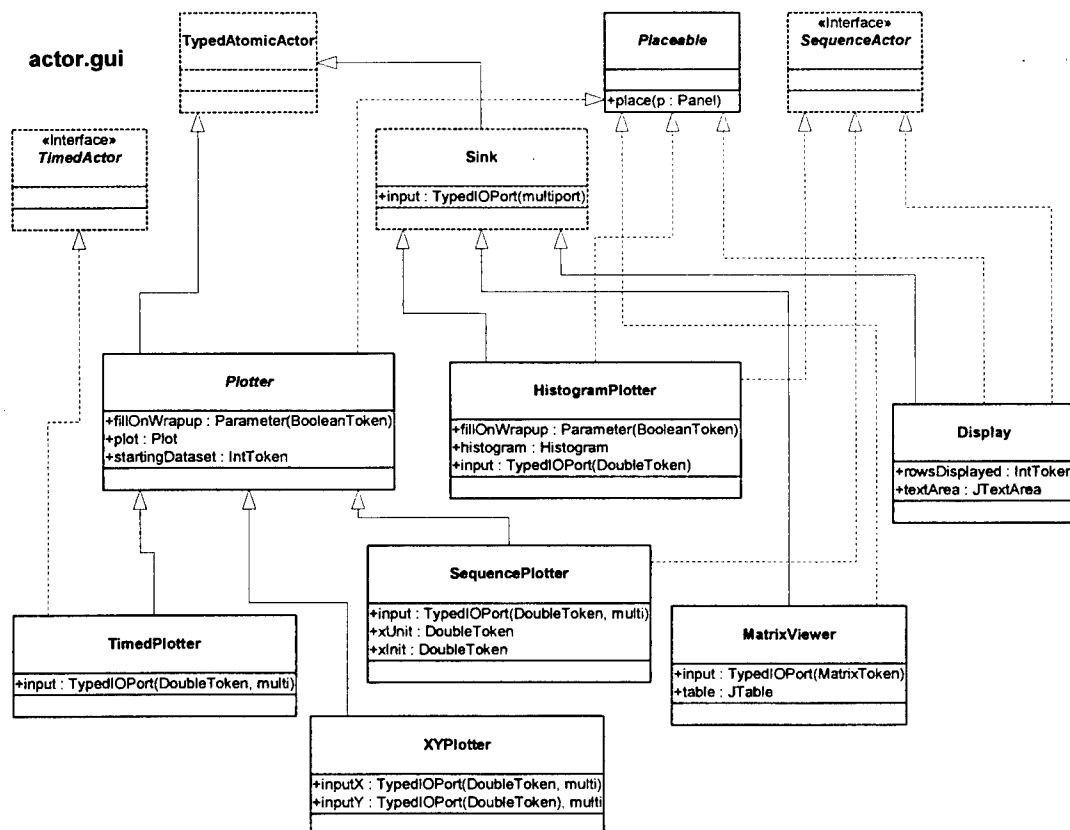 actor.gui
TypedAtomicActor
Placeable
+place(p : Panel)
«Interface»
SequenceActor
«Interface»
TimedActor
Sink
+input : TypedIOPort(multiport)
Plotter
+fillOnWrapup : Parameter(BooleanToken)
+plot : Plot
+startingDataset : IntToken
HistogramPlotter
+fillOnWrapup : Parameter(BooleanToken)
+histogram : Histogram
+input : TypedIOPort(DoubleToken)
Display
+rowsDisplayed : IntToken
+textArea : JTextArea
SequencePlotter
+input : TypedIOPort(DoubleToken, multi)
+xUnit : DoubleToken
+xInit : DoubleToken
TimedPlotter
+input : TypedIOPort(DoubleToken, multi)
MatrixViewer
+input : TypedIOPort(MatrixToken)
+table : JTable
XYPlotter
+inputX : TypedIOPort(DoubleToken, multi)
+inputY : TypedIOPort(DoubleToken), multi